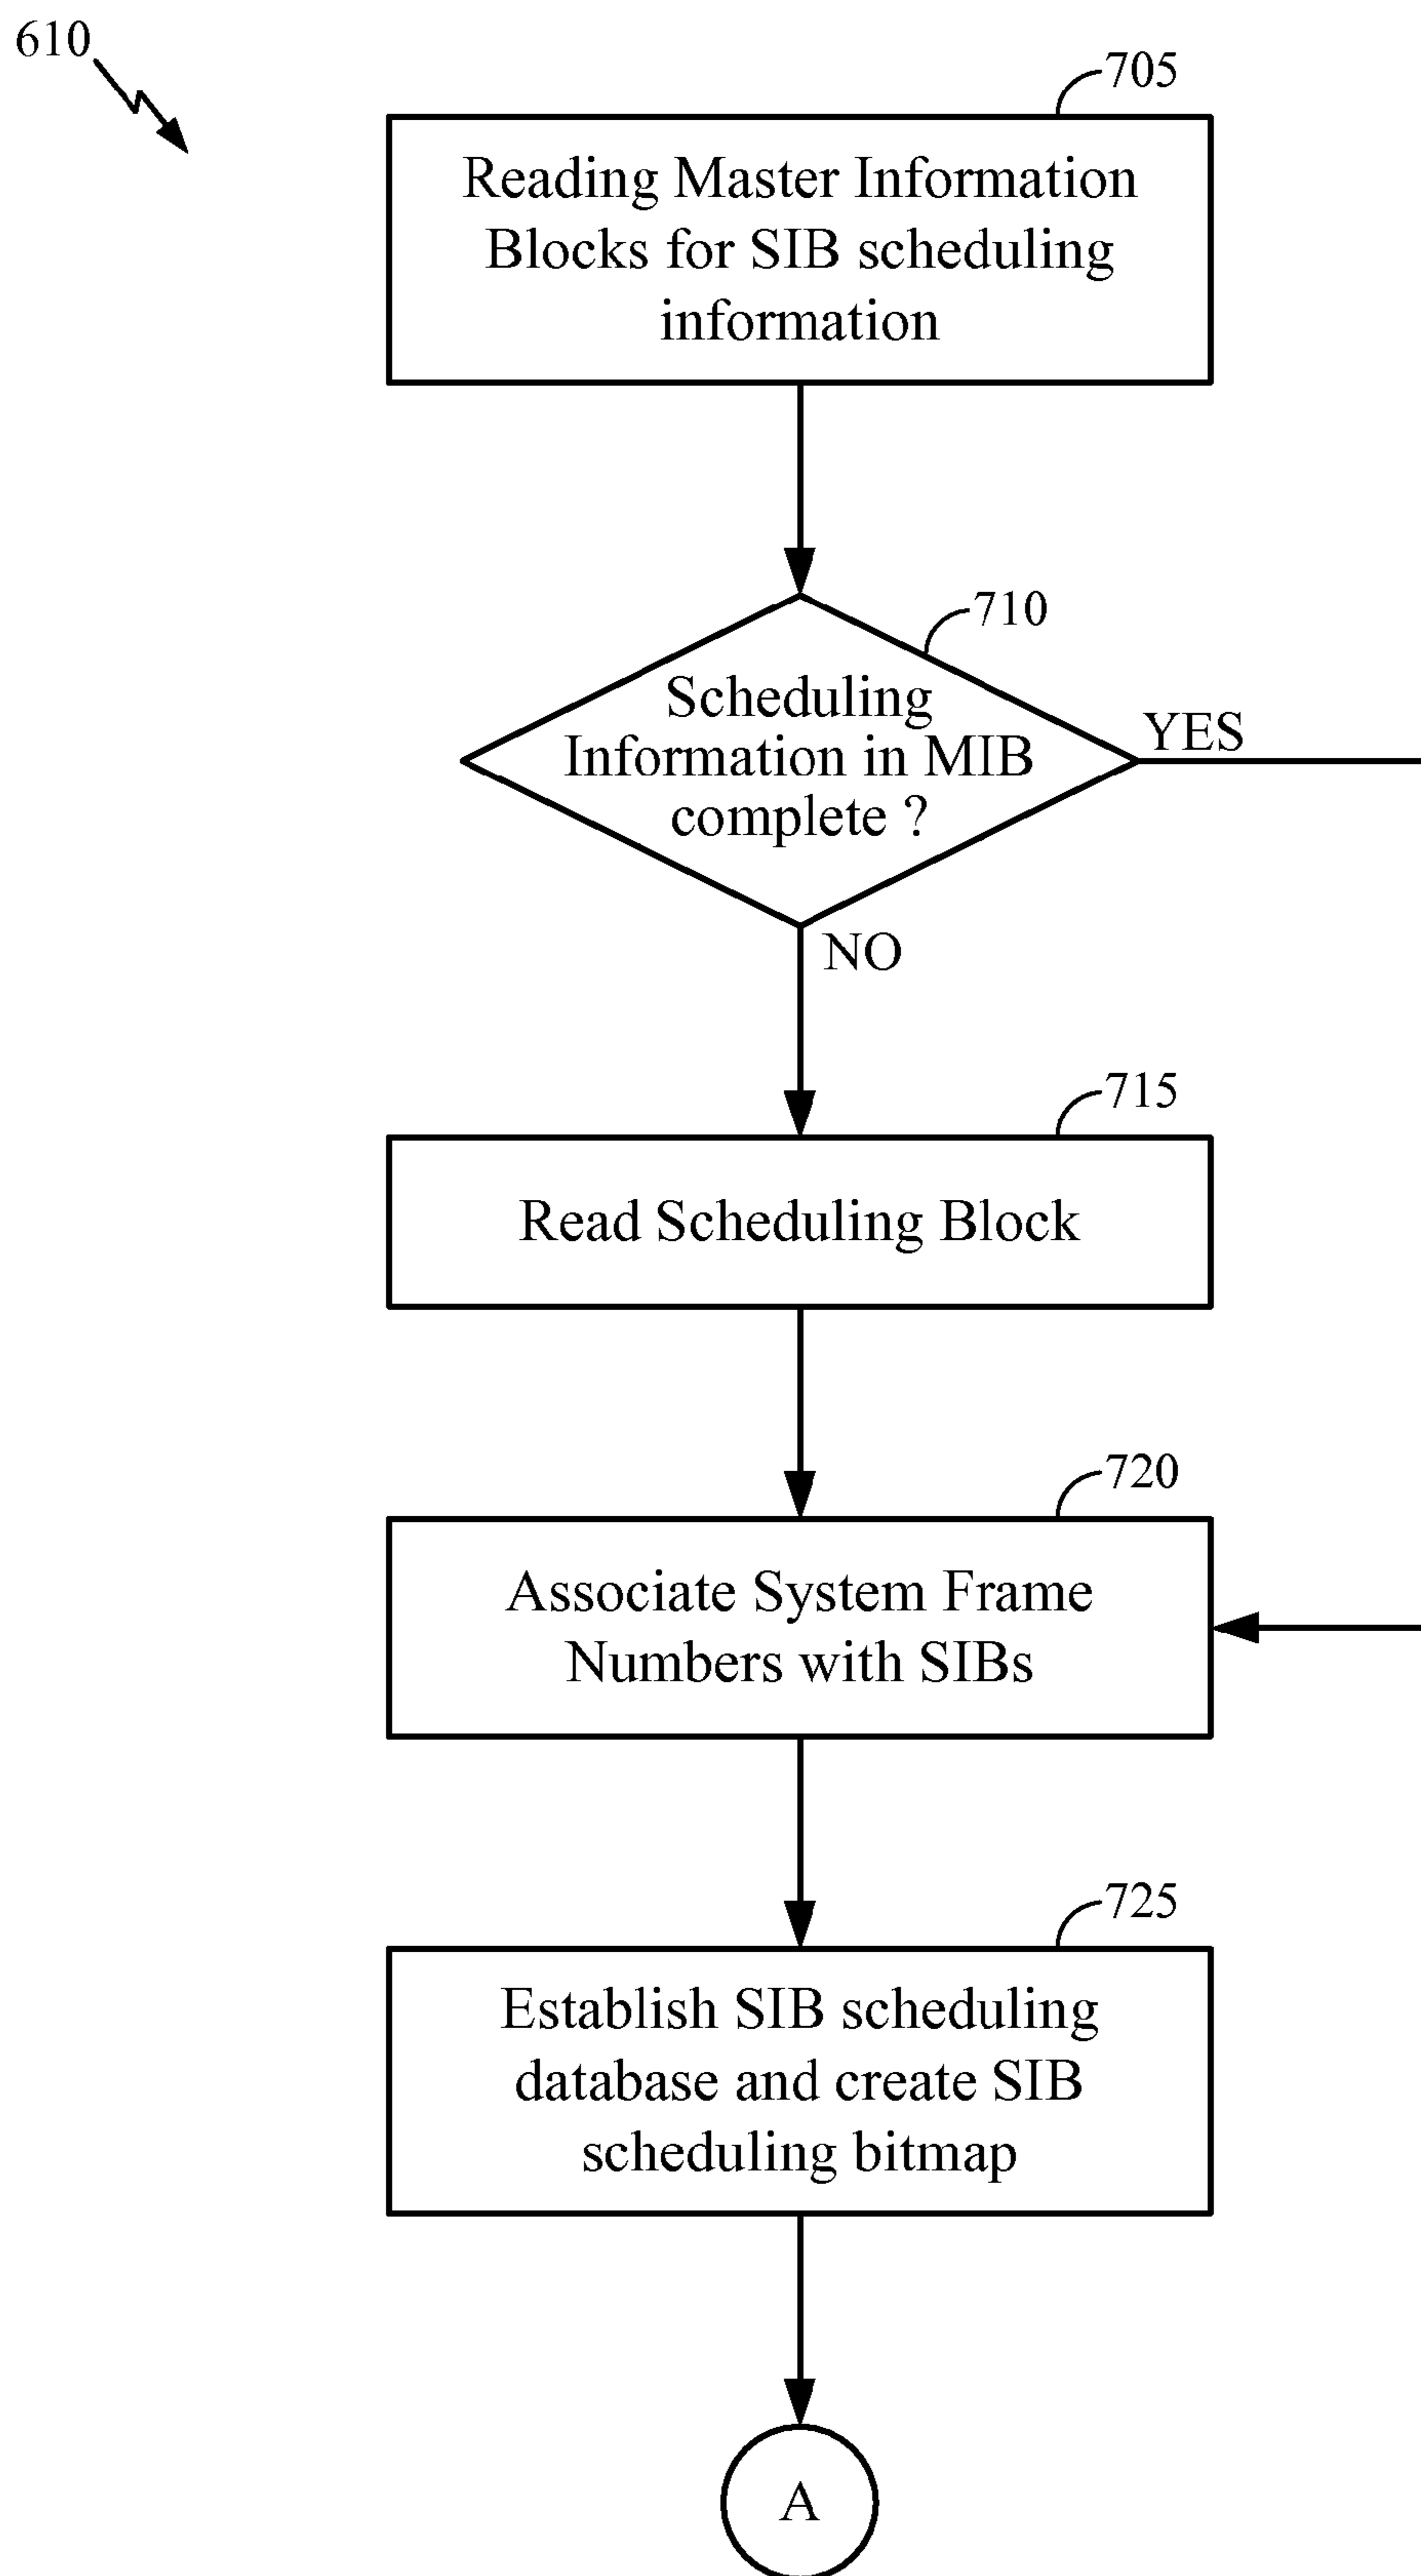 610
705
Reading Master Information
Blocks for SIB scheduling
information
710
Scheduling
Information in MIB
complete ?
YES
NO
715
Read Scheduling Block
720
Associate System Frame
Numbers with SIBs
725
Establish SIB scheduling
database and create SIB
scheduling bitmap
A